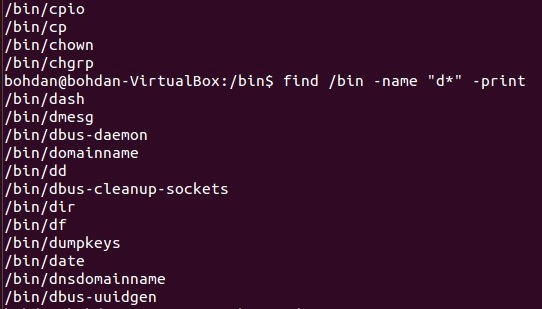 /bin/cpio
/bin/cp
/bin/chown
/bin/chgrp
bohdan@bohdan-VirtualBox:/bin$ find /bin -name "d*" -print
/bin/dash
/bin/dmesg
/bin/dbus-daemon
/bin/domainname
/bin/dd
/bin/dbus-cleanup-sockets
/bin/dir
/bin/df
/bin/dumpkeys
/bin/date
/bin/dnsdomainname
/bin/dbus-uuidgen